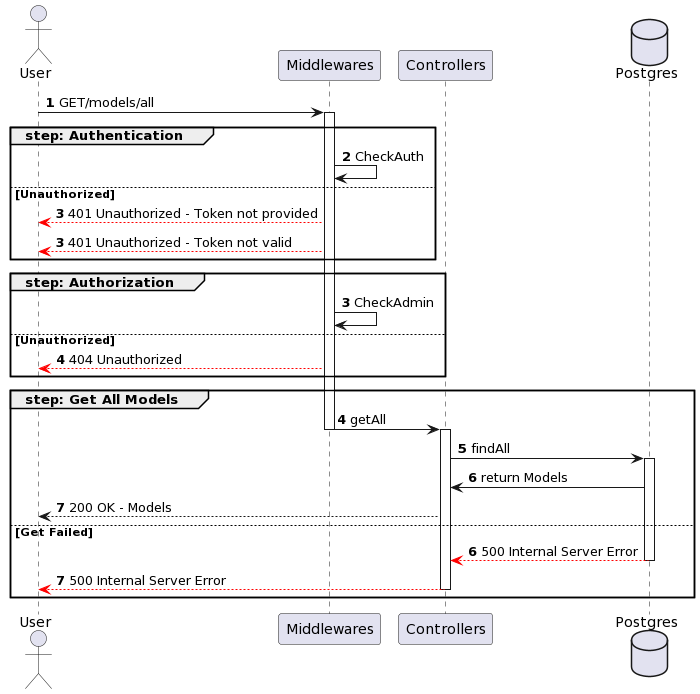 User
Middlewares
Controllers
Postgres
1 GET/models/all
step: Authentication
2 CheckAuth
[Unauthorized]
3 401 Unauthorized - Token not provided
3 401 Unauthorized - Token not valid
step: Authorization
3 CheckAdmin
[Unauthorized]
4 404 Unauthorized
step: Get All Models
4 getAll
5 findAll
6 return Models
7 200 OK - Models
[Get Failed]
6 500 Internal Server Error
7 500 Internal Server Error
User
Middlewares
Controllers
Postgres